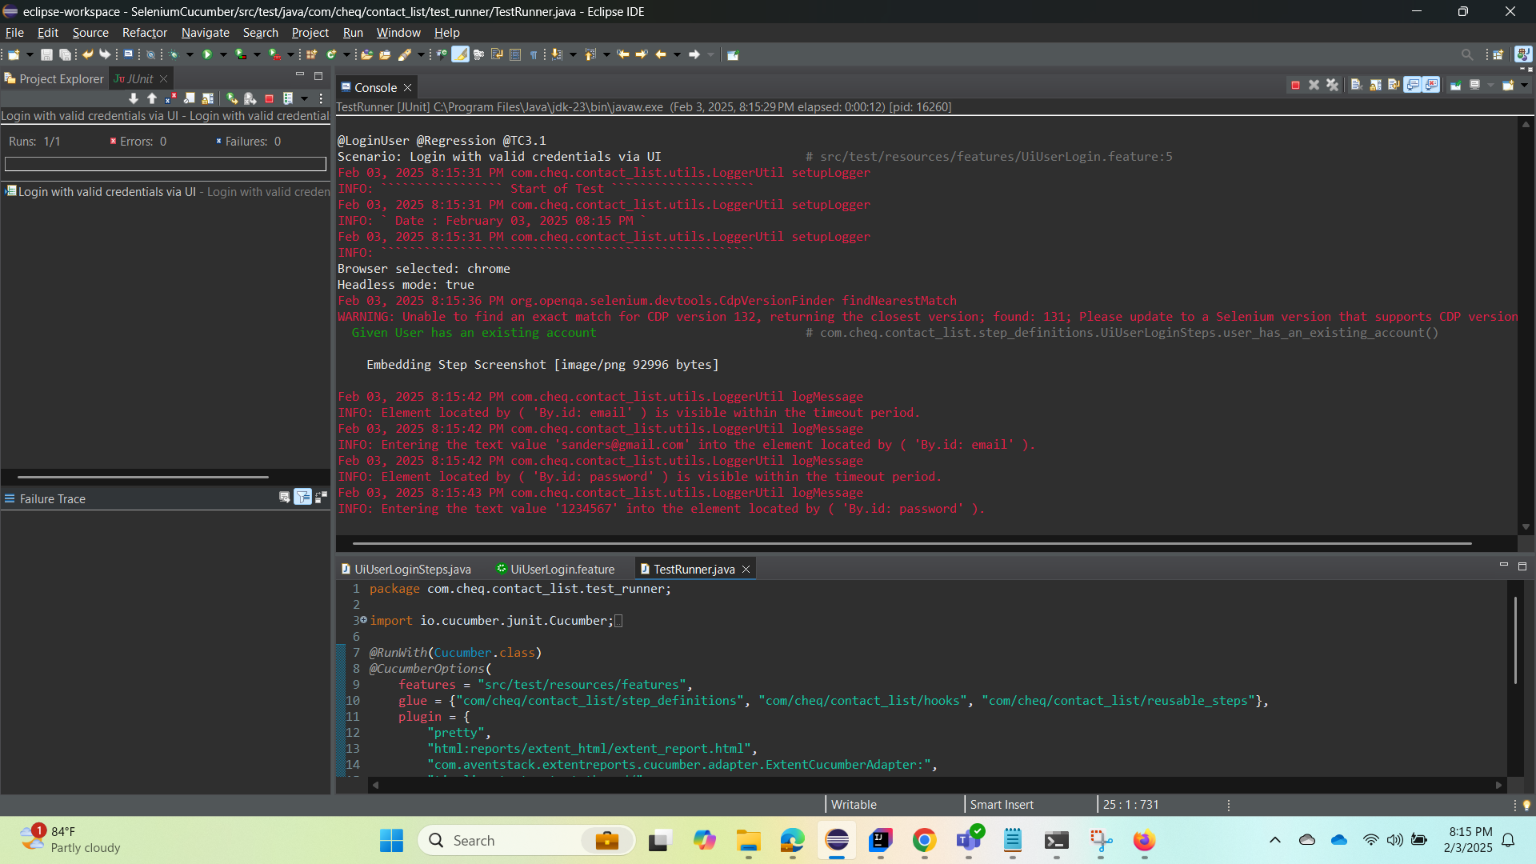 eclipse-workspace - SeleniumCucumber/src/test/java/com/cheq/contact_list/test_runner/TestRunner.java - Eclipse IDE
File Edit Source Refactor Navigate Search Project Run Window Help
Project Explorer
JUnit
Login with valid credentials via UI - Login with valid credential
Runs: 1/1
Errors: 0
Failures: 0
Login with valid credentials via UI - Login with valid creden
Failure Trace
Console
TestRunner [JUnit] C:\Program Files\Java\jdk-23\bin\javaw.exe (Feb 3, 2025, 8:15:29 PM elapsed: 0:00:12) [pid: 16260]
@LoginUser @Regression @TC3.1
Scenario: Login with valid credentials via UI # src/test/resources/features/UiUserLogin.feature:5
Feb 03, 2025 8:15:31 PM com.cheq.contact_list.utils.LoggerUtil setupLogger
INFO: ````````````````` Start of Test ````````````````````
Feb 03, 2025 8:15:31 PM com.cheq.contact_list.utils.LoggerUtil setupLogger
INFO: ` Date : February 03, 2025 08:15 PM `
Feb 03, 2025 8:15:31 PM com.cheq.contact_list.utils.LoggerUtil setupLogger
INFO: ````````````````````````````````````````````````````
Browser selected: chrome
Headless mode: true
Feb 03, 2025 8:15:36 PM org.openqa.selenium.devtools.CdpVersionFinder findNearestMatch
WARNING: Unable to find an exact match for CDP version 132, returning the closest version; found: 131; Please update to a Selenium version that supports CDP version
Given User has an existing account # com.cheq.contact_list.step_definitions.UiUserLoginSteps.user_has_an_existing_account()
Embedding Step Screenshot [image/png 92996 bytes]
Feb 03, 2025 8:15:42 PM com.cheq.contact_list.utils.LoggerUtil logMessage
INFO: Element located by ( 'By.id: email' ) is visible within the timeout period.
Feb 03, 2025 8:15:42 PM com.cheq.contact_list.utils.LoggerUtil logMessage
INFO: Entering the text value 'sanders@gmail.com' into the element located by ( 'By.id: email' ).
Feb 03, 2025 8:15:42 PM com.cheq.contact_list.utils.LoggerUtil logMessage
INFO: Element located by ( 'By.id: password' ) is visible within the timeout period.
Feb 03, 2025 8:15:43 PM com.cheq.contact_list.utils.LoggerUtil logMessage
INFO: Entering the text value '1234567' into the element located by ( 'By.id: password' ).
UiUserLoginSteps.java
UiUserLogin.feature
TestRunner.java
1 package com.cheq.contact_list.test_runner;
2
3 import io.cucumber.junit.Cucumber;
6
7 @RunWith(Cucumber.class)
8 @CucumberOptions(
9 features = "src/test/resources/features",
10 glue = {"com/cheq/contact_list/step_definitions", "com/cheq/contact_list/hooks", "com/cheq/contact_list/reusable_steps"},
11 plugin = {
12 "pretty",
13 "html:reports/extent_html/extent_report.html",
14 "com.aventstack.extentreports.cucumber.adapter.ExtentCucumberAdapter:",
Writable
Smart Insert
25 : 1 : 731
1
84°F
Partly cloudy
Search
8:15 PM
2/3/2025